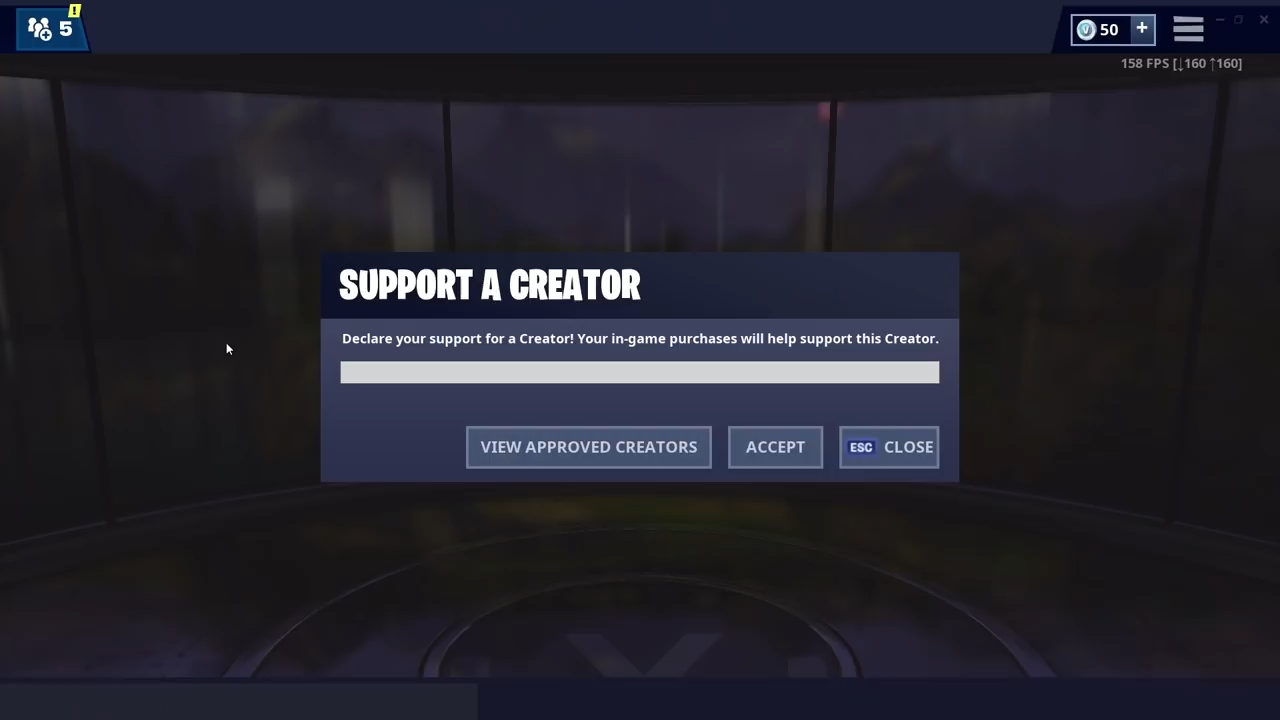 !
5
50 +
158 FPS [↓160 ↑160]
SUPPORT A CREATOR
Declare your support for a Creator! Your in-game purchases will help support this Creator.
VIEW APPROVED CREATORS
ACCEPT
ESC CLOSE